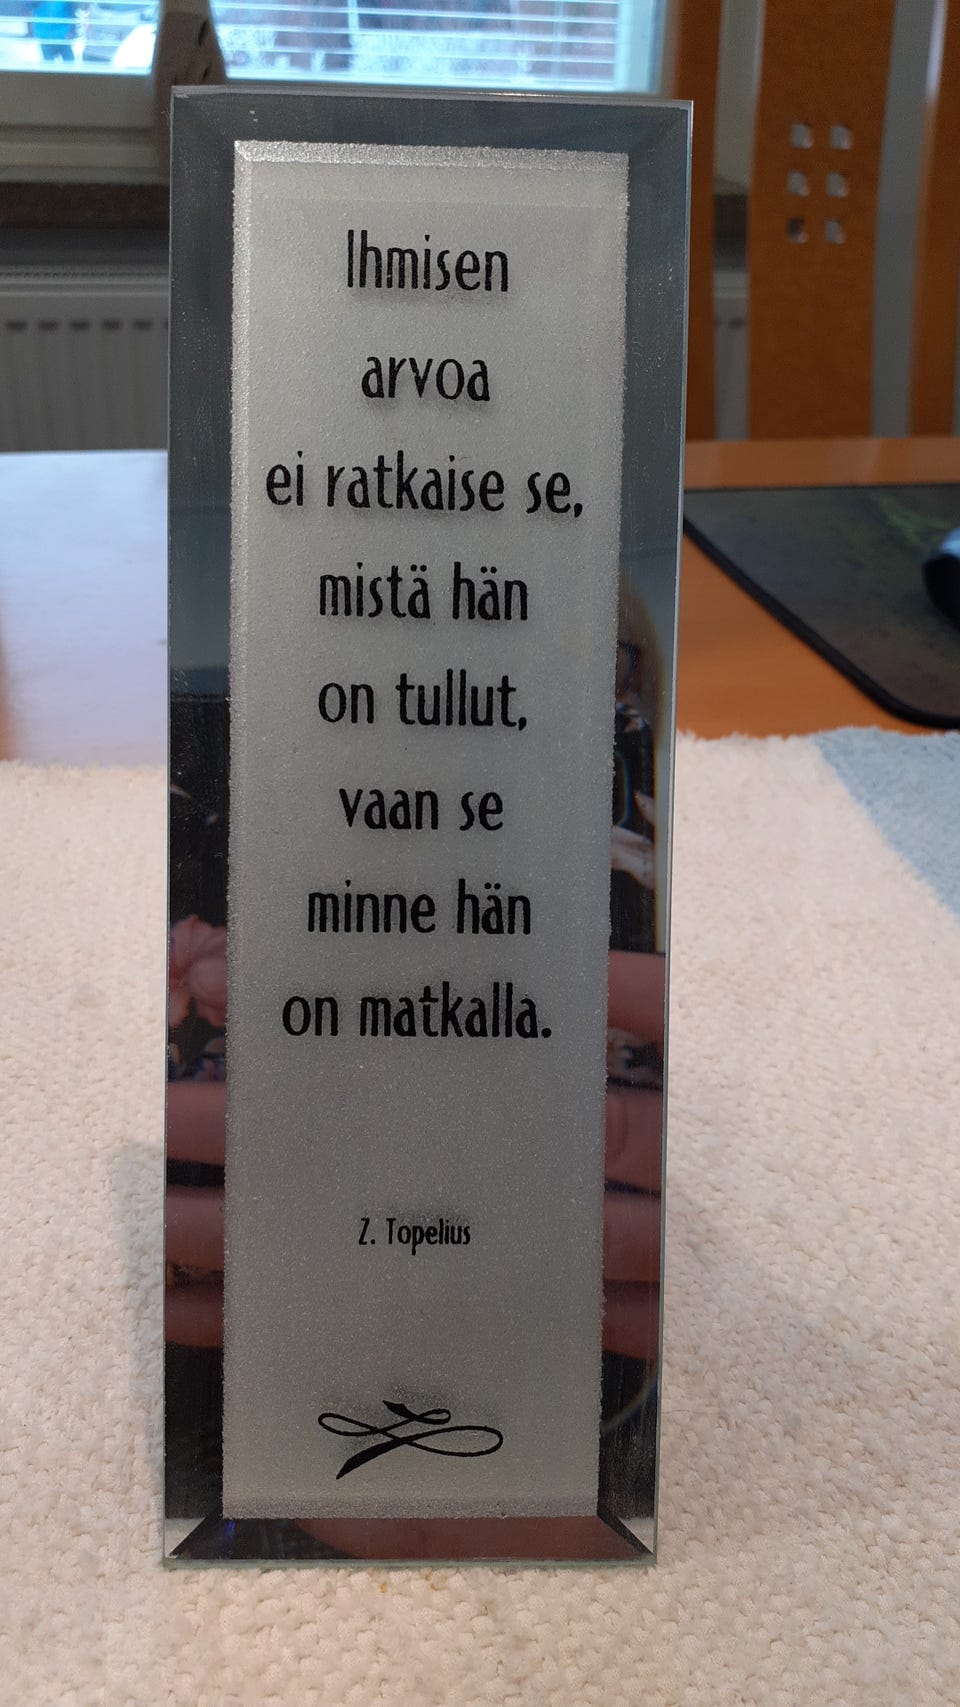 Ihmisen
arvoa
ei ratkaise se,
mistä hän
on tullut,
vaan se
minne hän
on matkalla.
Z. Topelius